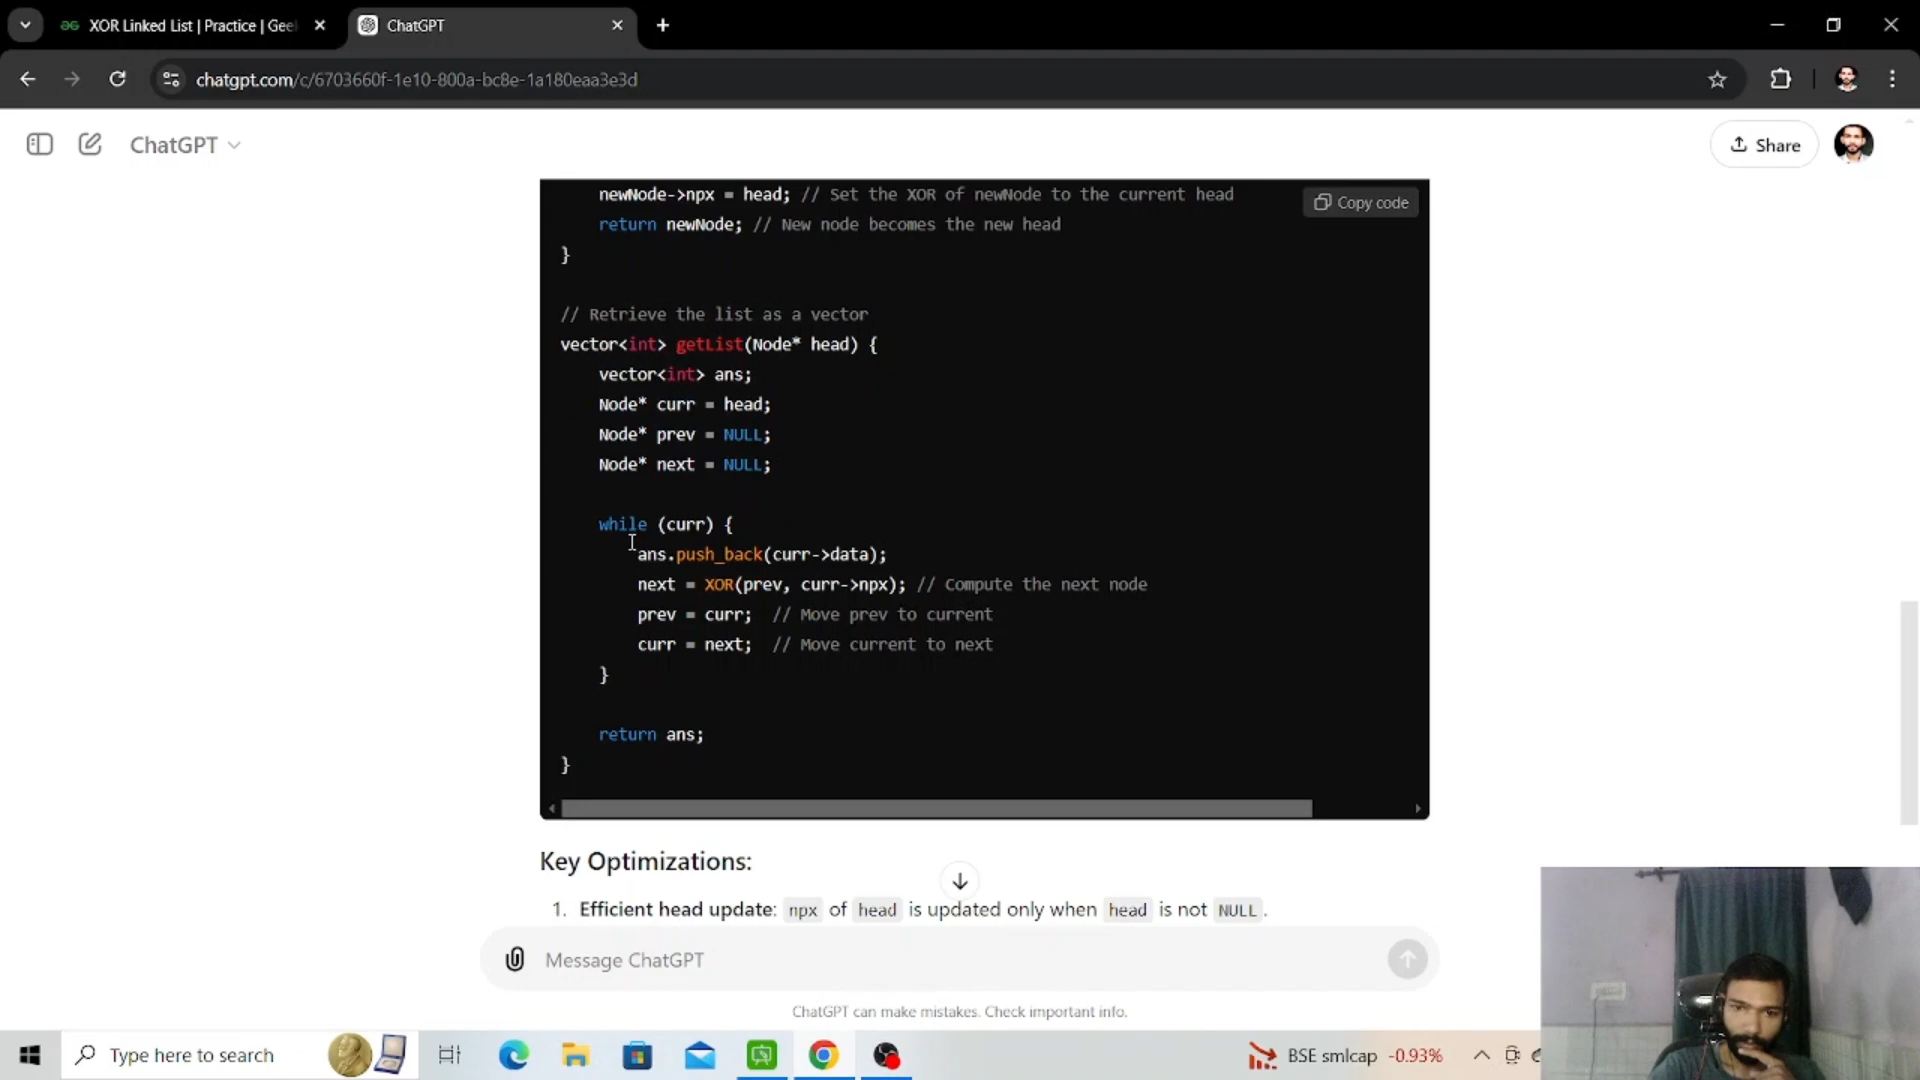 XOR Linked List | Practice | Geek
ChatGPT
chatgpt.com/c/6703660f-1e10-800a-bc8e-1a180eaa3e3d
ChatGPT
Share
newNode->npx = head; // Set the XOR of newNode to the current head
Copy code
return newNode; // New node becomes the new head
}
// Retrieve the list as a vector
vector<int> getList(Node* head) {
vector<int> ans;
Node* curr = head;
Node* prev = NULL;
Node* next = NULL;
while (curr) {
ans.push_back(curr->data);
next = XOR(prev, curr->npx); // Compute the next node
prev = curr; // Move prev to current
curr = next; // Move current to next
}
return ans;
}
Key Optimizations:
1. Efficient head update: npx of head is updated only when head is not NULL.
Message ChatGPT
ChatGPT can make mistakes. Check important info.
Type here to search
BSE smlcap -0.93%